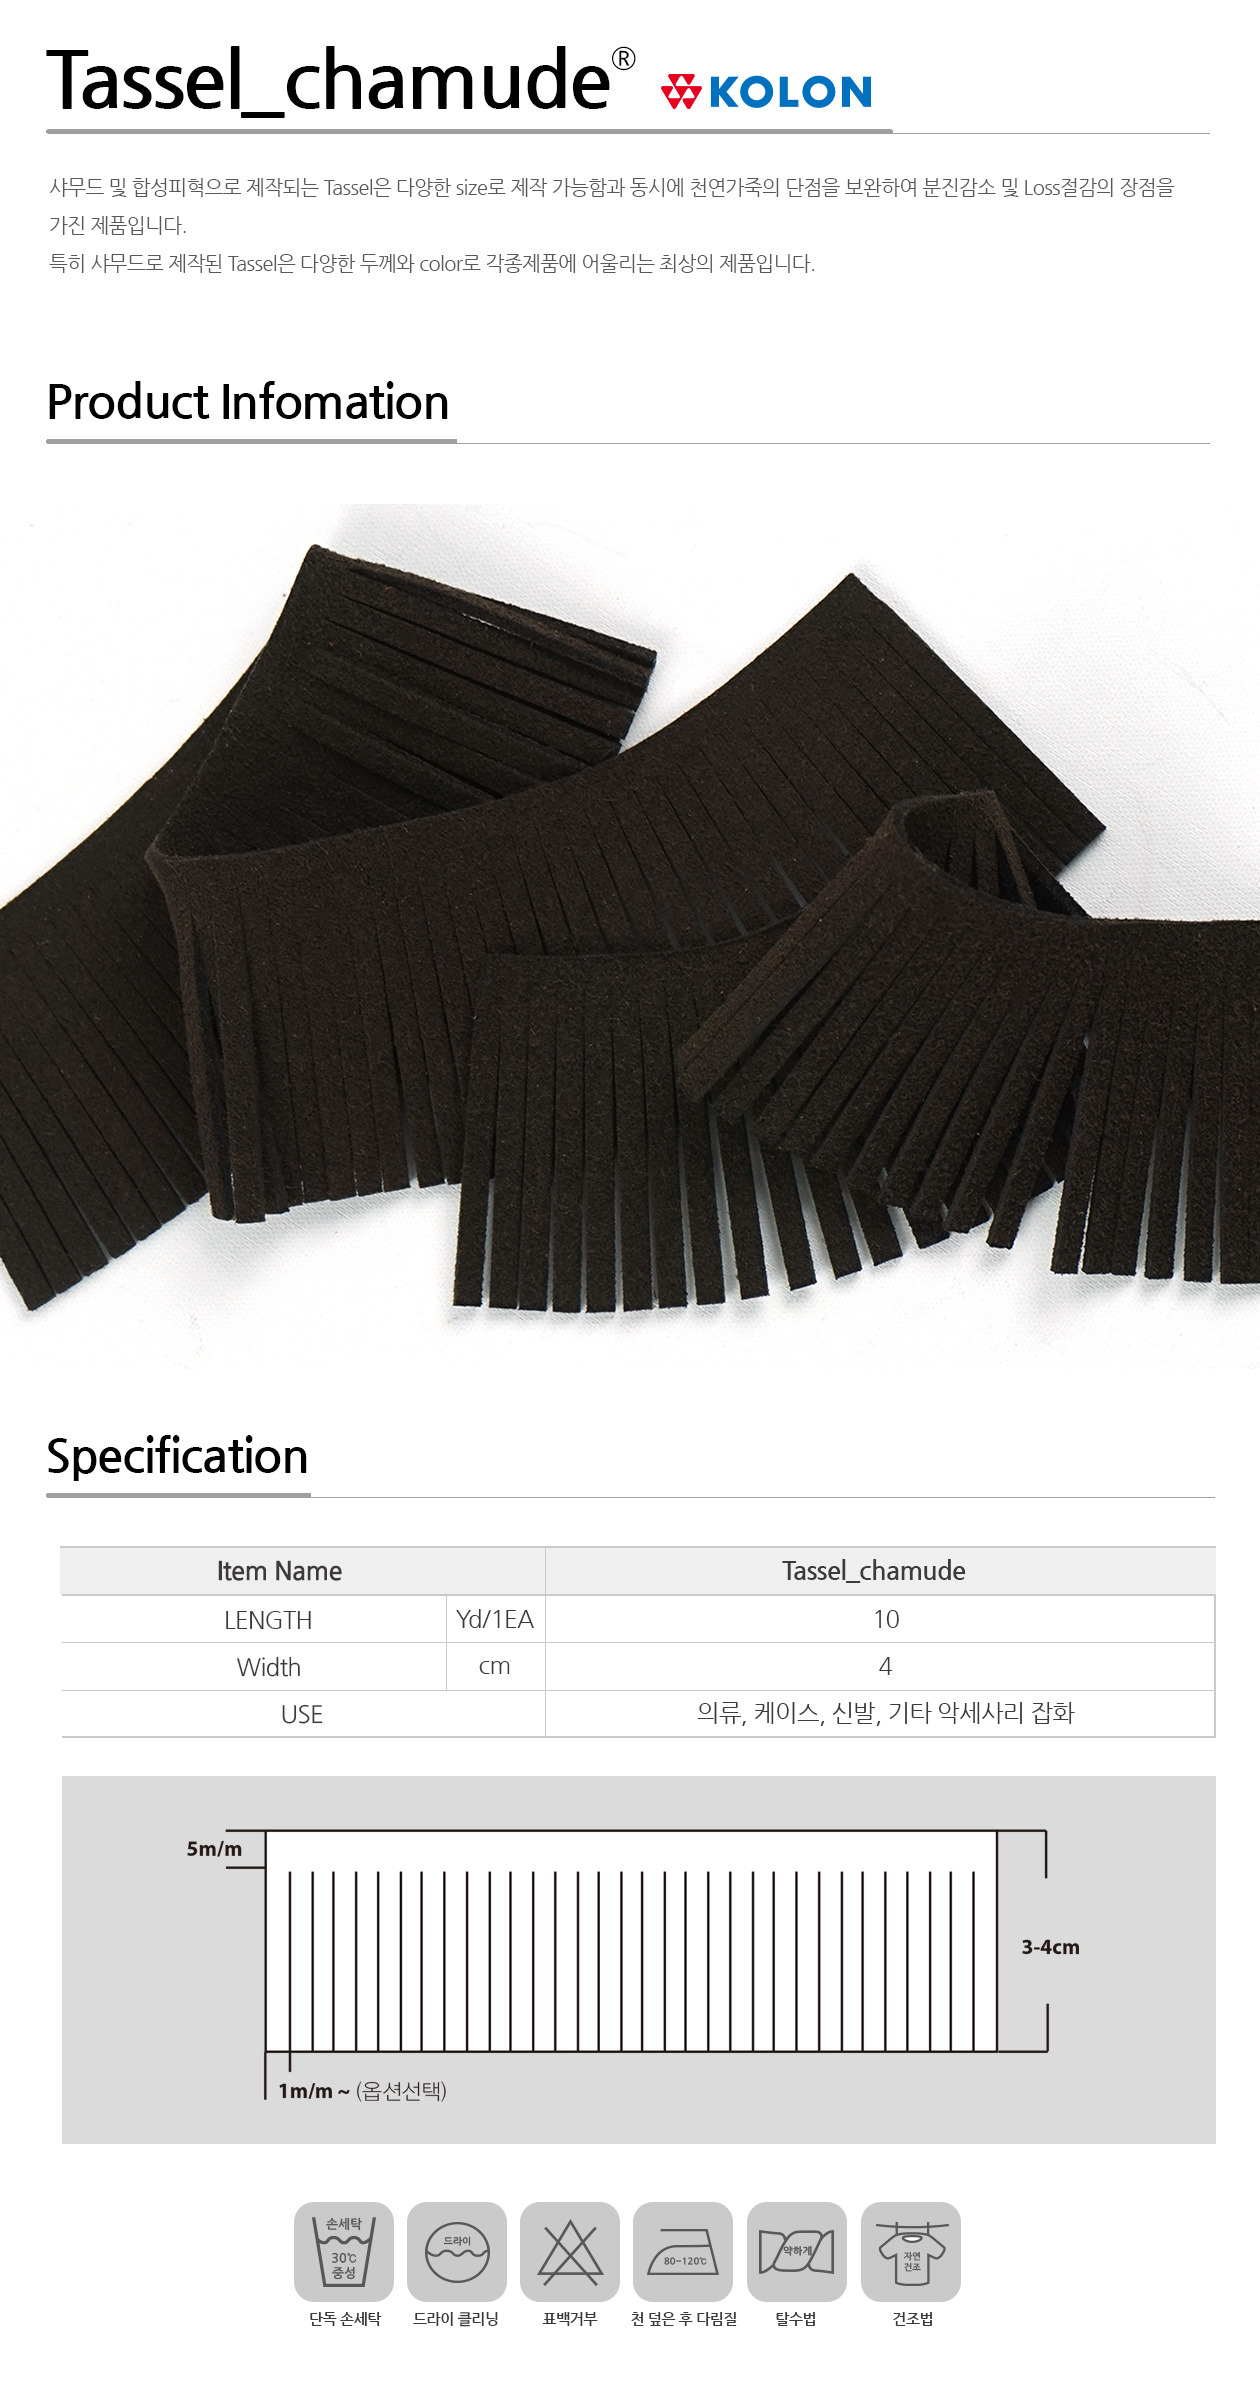 Tassel_chamude® KOLON
샤무드 및 합성피혁으로 제작되는 Tassel은 다양한 size로 제작 가능함과 동시에 천연가죽의 단점을 보완하여 분진감소 및 Loss절감의 장점을
가진 제품입니다.
특히 샤무드로 제작된 Tassel은 다양한 두께와 color로 각종제품에 어울리는 최상의 제품입니다.
Product Infomation
Specification
Item Name Tassel_chamude
LENGTH Yd/1EA 10
Width cm 4
USE 의류, 케이스, 신발, 기타 악세사리 잡화
5m/m
3-4cm
1m/m ~ (옵션선택)
손세탁
30℃
중성
드라이
80~120℃
약하게
자연
건조
단독 손세탁 드라이 클리닝 표백거부 천 덮은 후 다림질 탈수법 건조법